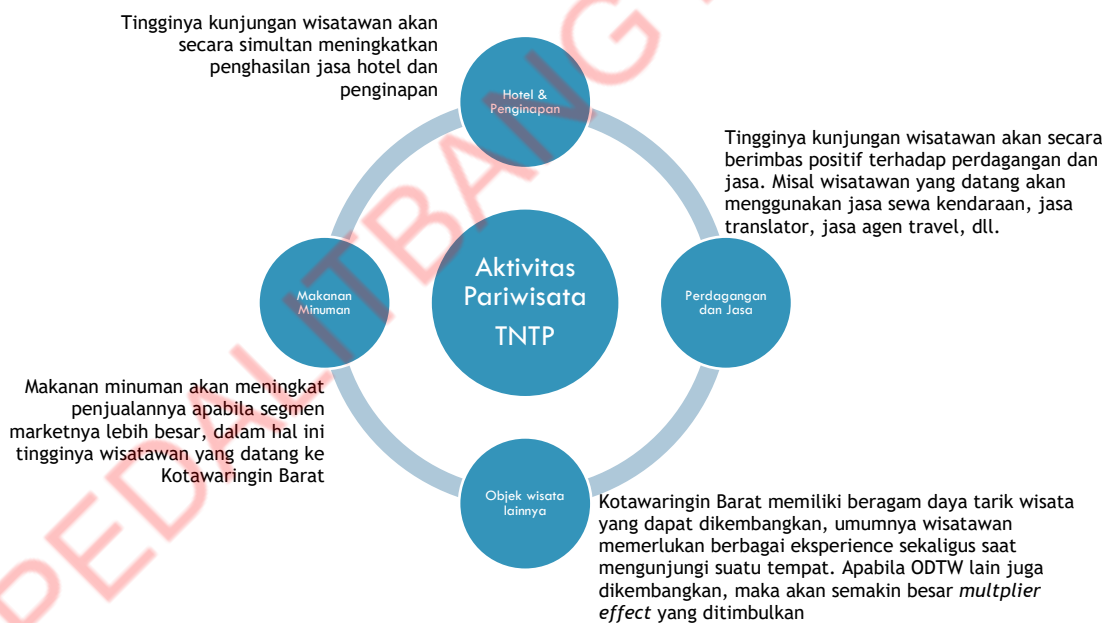 Tingginya kunjungan wisatawan akan
secara simultan meningkatkan
penghasilan jasa hotel dan
penginapan
Hotel &
Penginapan
Tingginya kunjungan wisatawan akan secara
berimbas positif terhadap perdagangan dan
jasa. Misal wisatawan yang datang akan
menggunakan jasa sewa kendaraan, jasa
translator, jasa agen travel, dll.
Aktivitas
Pariwisata
TNTP
Makanan
Minuman
Perdagangan
dan Jasa
Makanan minuman akan meningkat
penjualannya apabila segmen
marketnya lebih besar, dalam hal ini
tingginya wisatawan yang datang ke
Kotawaringin Barat
Objek wisata
lainnya
Kotawaringin Barat memiliki beragam daya tarik wisata
yang dapat dikembangkan, umumnya wisatawan
memerlukan berbagai eksperience sekaligus saat
mengunjungi suatu tempat. Apabila ODTW lain juga
dikembangkan, maka akan semakin besar multplier
effect yang ditimbulkan
PEDALITBANG